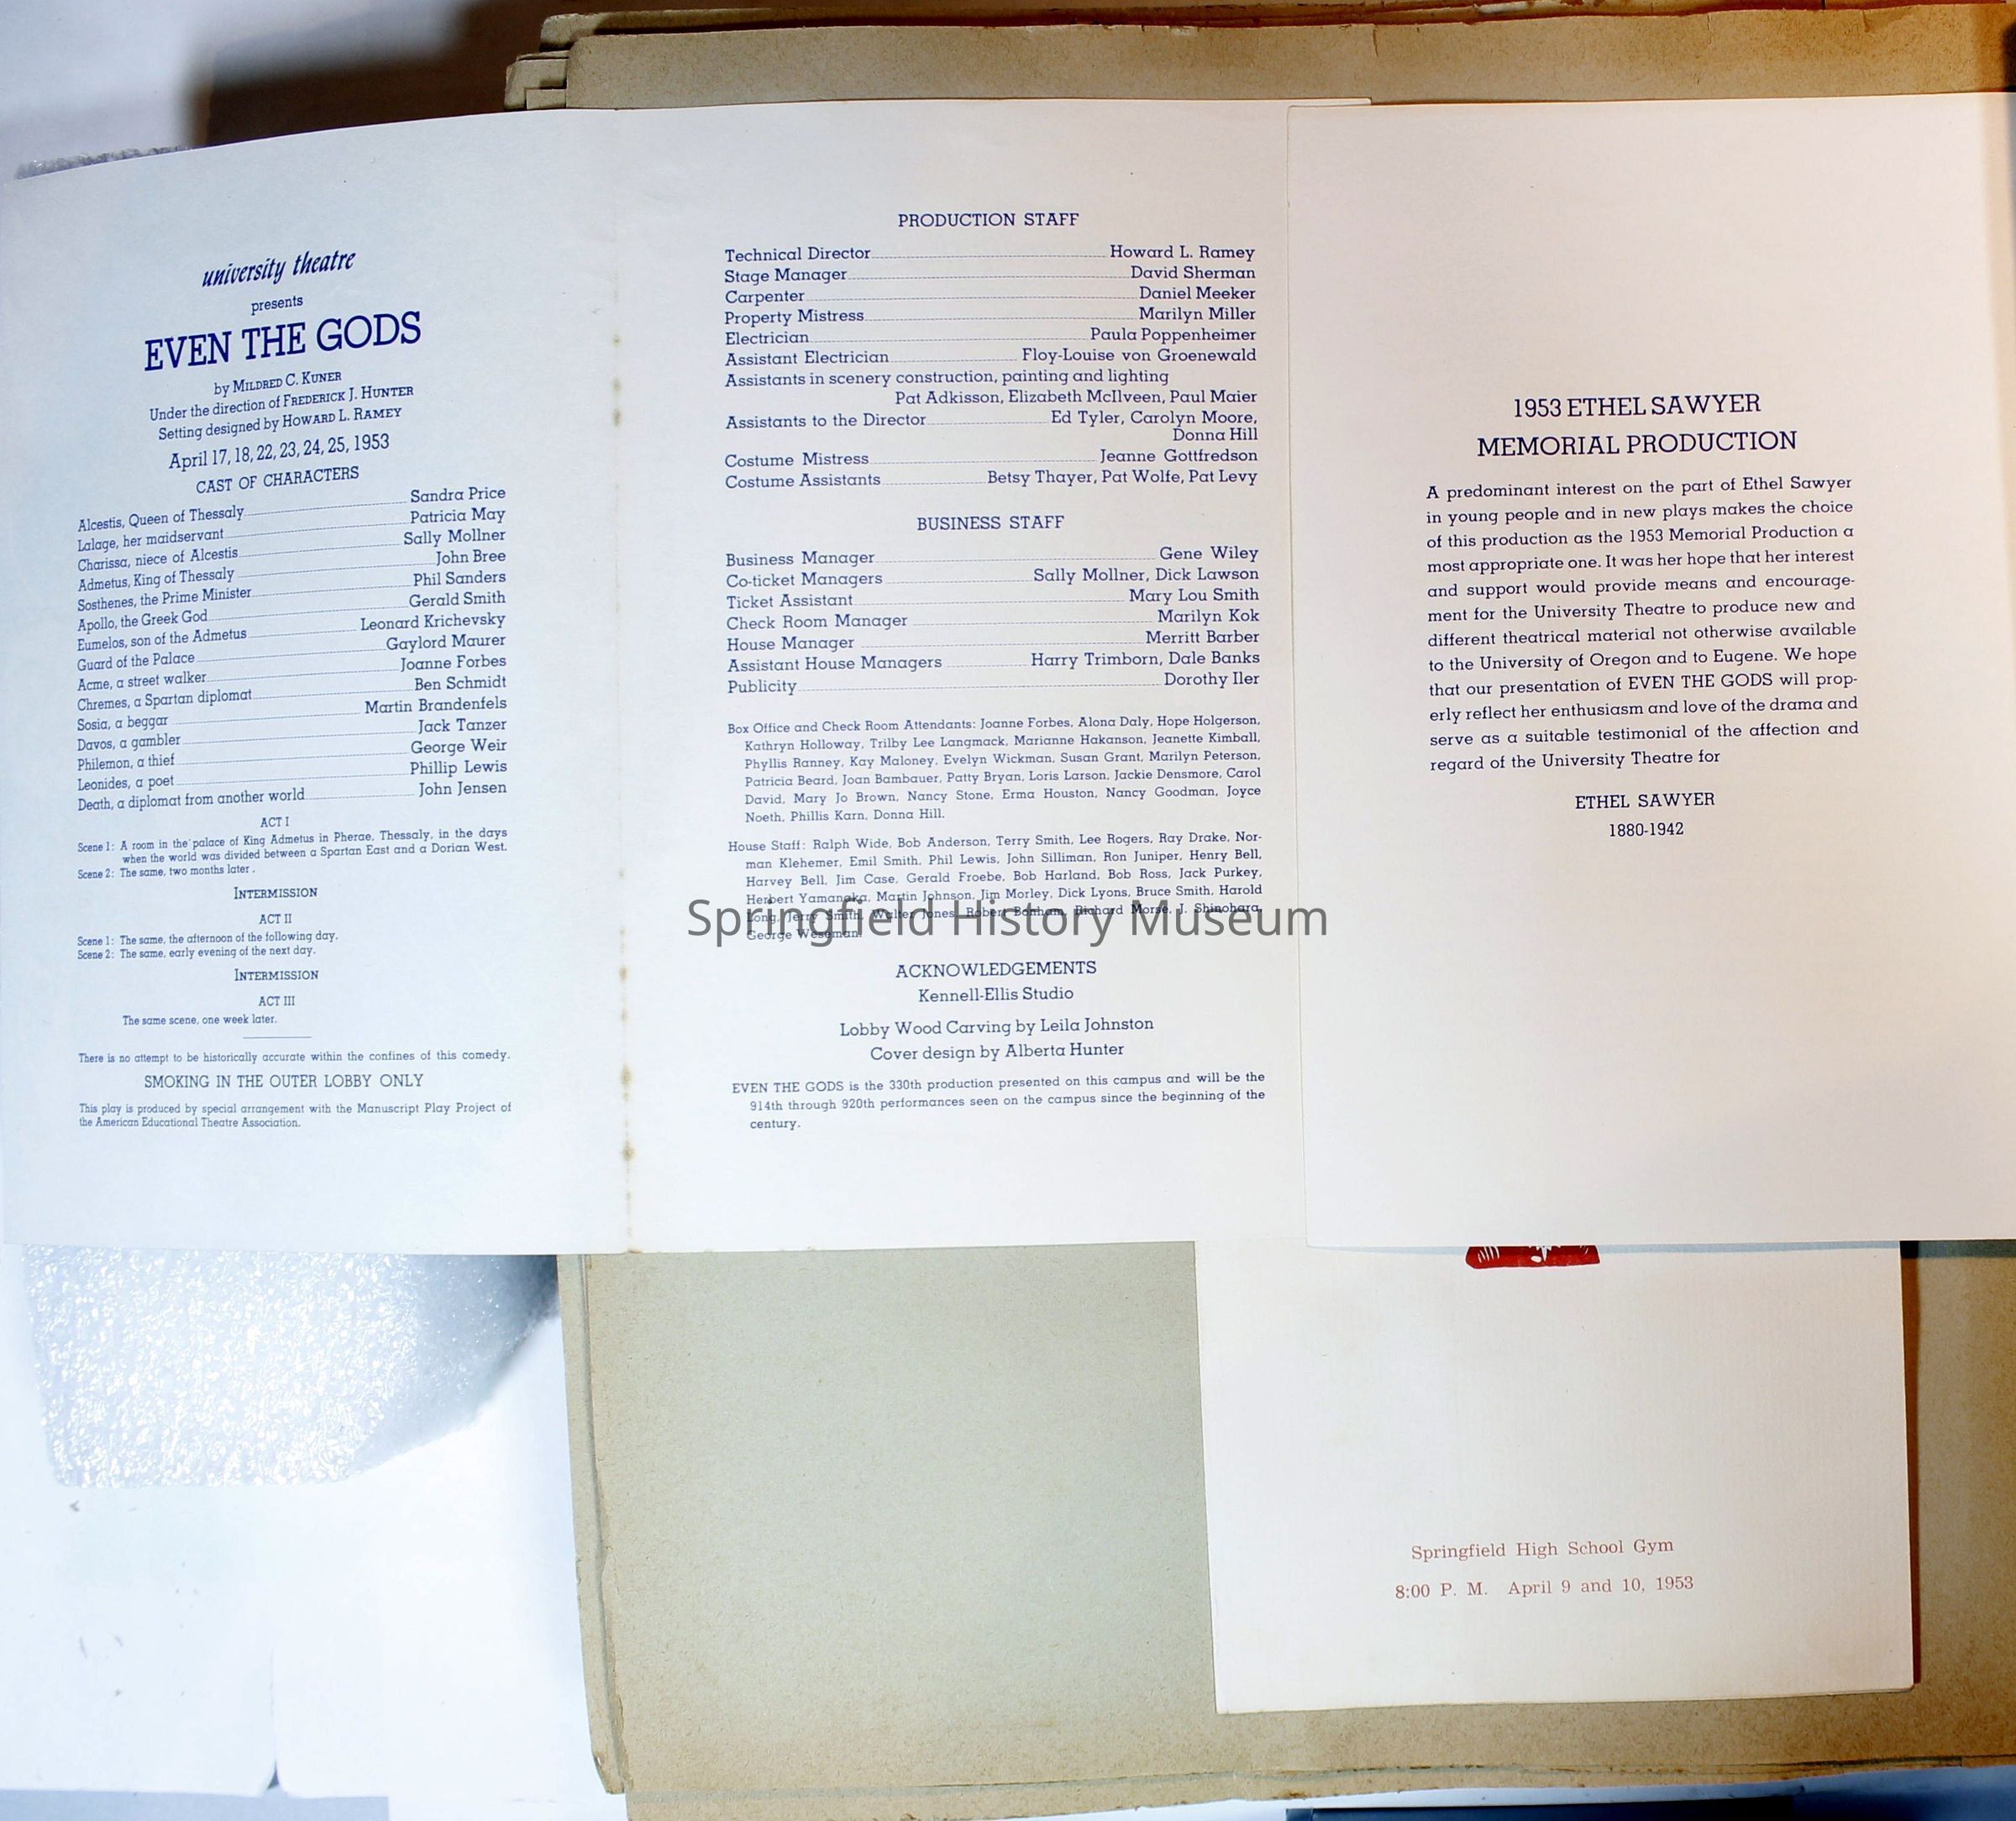 university theatre
presents
EVEN THE GODS
by MILDRED C. KUNER
Under the direction of FREDERICK J. HUNTER
Setting designed by HOWARD L. RAMEY
April 17, 18, 22, 23, 24, 25, 1953
CAST OF CHARACTERS
Alcestis, Queen of Thessaly Sandra Price
Lalage, her maidservant Patricia May
Charissa, niece of Alcestis Sally Mollner
Admetus, King of Thessaly John Bree
Sosthenes, the Prime Minister Phil Sanders
Apollo, the Greek God Gerald Smith
Eumelos, son of the Admetus Leonard Krichevsky
Guard of the Palace Gaylord Maurer
Acme, a street walker Joanne Forbes
Chremes, a Spartan diplomat Ben Schmidt
Sosia, a beggar Martin Brandenfels
Davos, a gambler Jack Tanzer
Philemon, a thief George Weir
Leonides, a poet Phillip Lewis
Death, a diplomat from another world John Jensen
ACT I
Scene 1: A room in the palace of King Admetus in Pherae, Thessaly, in the days
when the world was divided between a Spartan East and a Dorian West.
Scene 2: The same, two months later .
INTERMISSION
ACT II
Scene 1: The same, the afternoon of the following day.
Scene 2: The same, early evening of the next day.
INTERMISSION
ACT III
The same scene, one week later.
There is no attempt to be historically accurate within the confines of this comedy.
SMOKING IN THE OUTER LOBBY ONLY
This play is produced by special arrangement with the Manuscript Play Project of
the American Educational Theatre Association.
PRODUCTION STAFF
Technical Director Howard L. Ramey
Stage Manager David Sherman
Carpenter Daniel Meeker
Property Mistress Marilyn Miller
Electrician Paula Poppenheimer
Assistant Electrician Floy-Louise von Groenewald
Assistants in scenery construction, painting and lighting
Pat Adkisson, Elizabeth McIlveen, Paul Maier
Assistants to the Director Ed Tyler, Carolyn Moore,
Donna Hill
Costume Mistress Jeanne Gottfredson
Costume Assistants Betsy Thayer, Pat Wolfe, Pat Levy
BUSINESS STAFF
Business Manager Gene Wiley
Co-ticket Managers Sally Mollner, Dick Lawson
Ticket Assistant Mary Lou Smith
Check Room Manager Marilyn Kok
House Manager Merritt Barber
Assistant House Managers Harry Trimborn, Dale Banks
Publicity Dorothy Iler
Box Office and Check Room Attendants: Joanne Forbes, Alona Daly, Hope Holgerson,
Kathryn Holloway, Trilby Lee Langmack, Marianne Hakanson, Jeanette Kimball,
Phyllis Ranney, Kay Maloney, Evelyn Wickman, Susan Grant, Marilyn Peterson,
Patricia Beard, Joan Bambauer, Patty Bryan, Loris Larson, Jackie Densmore, Carol
David, Mary Jo Brown, Nancy Stone, Erma Houston, Nancy Goodman, Joyce
Noeth, Phillis Karn, Donna Hill.
House Staff: Ralph Wide, Bob Anderson, Terry Smith, Lee Rogers, Ray Drake, Nor-
man Klehemer, Emil Smith, Phil Lewis, John Silliman, Ron Juniper, Henry Bell,
Harvey Bell, Jim Case, Gerald Froebe, Bob Harland, Bob Ross, Jack Purkey,
Herbert Yamanaka, Martin Johnson, Jim Morley, Dick Lyons, Bruce Smith, Harold
Long, Jerry Smith, Walter Jones, Robert Bonham, Richard Morse, J. Shinohara,
George Weseman.
Springfield History Museum
ACKNOWLEDGEMENTS
Kennell-Ellis Studio
Lobby Wood Carving by Leila Johnston
Cover design by Alberta Hunter
EVEN THE GODS is the 330th production presented on this campus and will be the
914th through 920th performances seen on the campus since the beginning of the
century.
1953 ETHEL SAWYER
MEMORIAL PRODUCTION
A predominant interest on the part of Ethel Sawyer
in young people and in new plays makes the choice
of this production as the 1953 Memorial Production a
most appropriate one. It was her hope that her interest
and support would provide means and encourage-
ment for the University Theatre to produce new and
different theatrical material not otherwise available
to the University of Oregon and to Eugene. We hope
that our presentation of EVEN THE GODS will prop-
erly reflect her enthusiasm and love of the drama and
serve as a suitable testimonial of the affection and
regard of the University Theatre for
ETHEL SAWYER
1880-1942
Springfield High School Gym
8:00 P. M. April 9 and 10, 1953